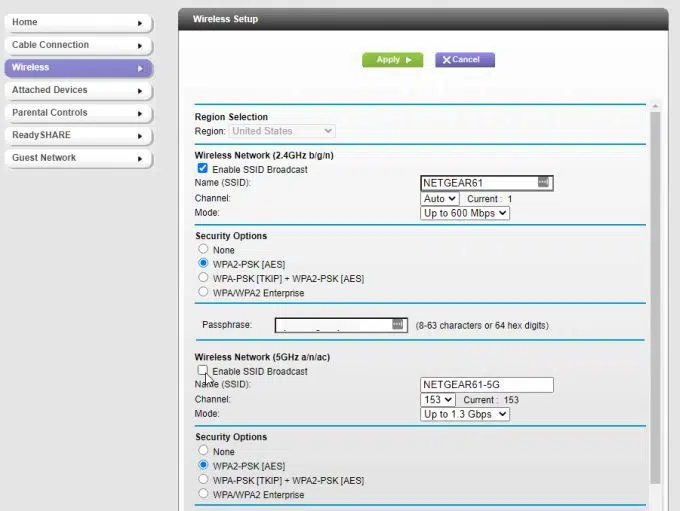 Home
Cable Connection
Wireless
Attached Devices
Parental Controls
ReadySHARE
Guest Network
Wireless Setup
Apply
Cancel
Region Selection
Region: United States
Wireless Network (2.4GHz b/g/n)
Enable SSID Broadcast
Name (SSID): NETGEAR61
Channel: Auto Current : 1
Mode: Up to 600 Mbps
Security Options
None
WPA2-PSK [AES]
WPA-PSK [TKIP] + WPA2-PSK [AES]
WPA/WPA2 Enterprise
Passphrase: (8-63 characters or 64 hex digits)
Wireless Network (5GHz a/n/ac)
Enable SSID Broadcast
Name (SSID): NETGEAR61-5G
Channel: 153 Current : 153
Mode: Up to 1.3 Gbps
Security Options
None
WPA2-PSK [AES]
WPA-PSK [TKIP] + WPA2-PSK [AES]
WPA/WPA2 Enterprise